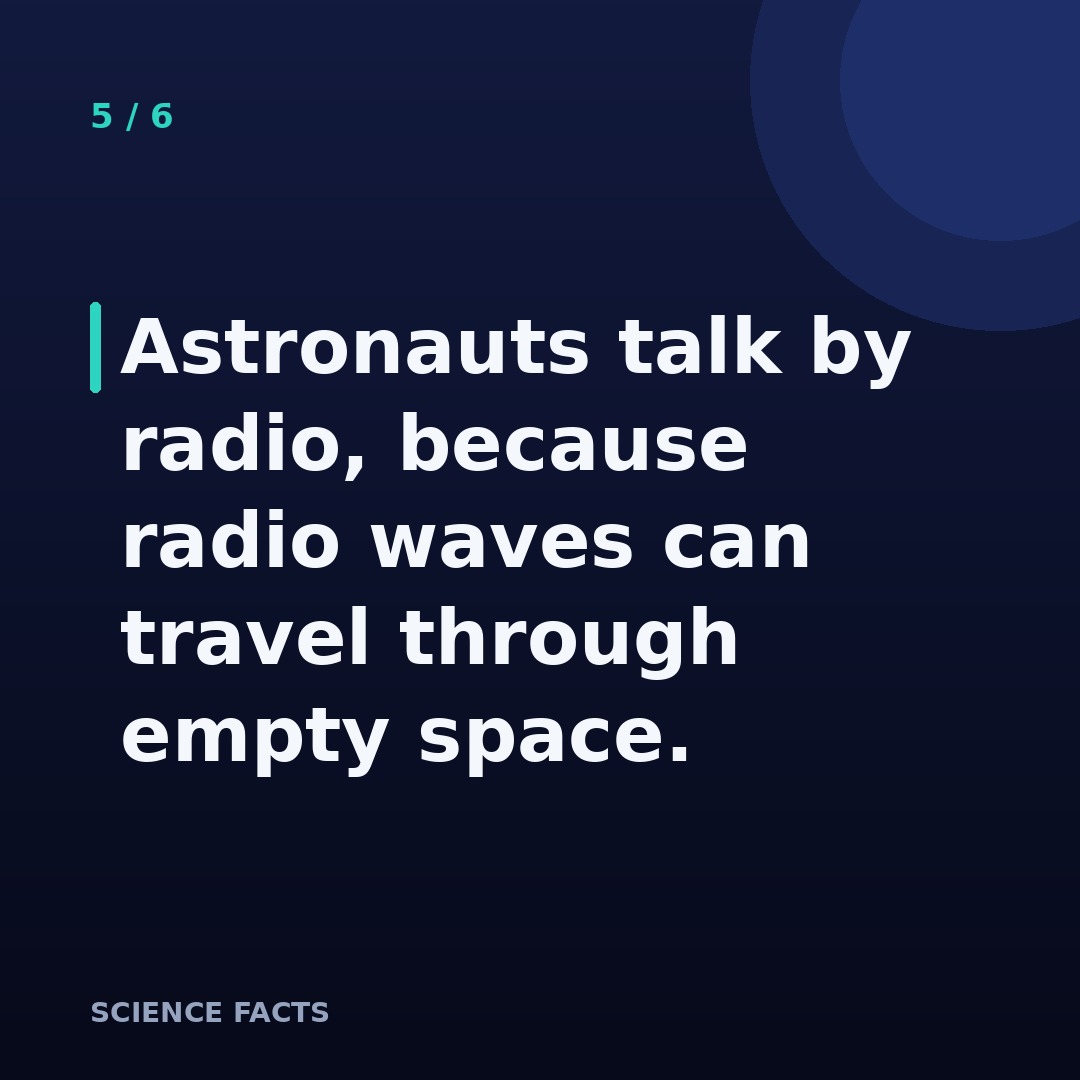 5 / 6
Astronauts talk by
radio, because
radio waves can
travel through
empty space.
SCIENCE FACTS